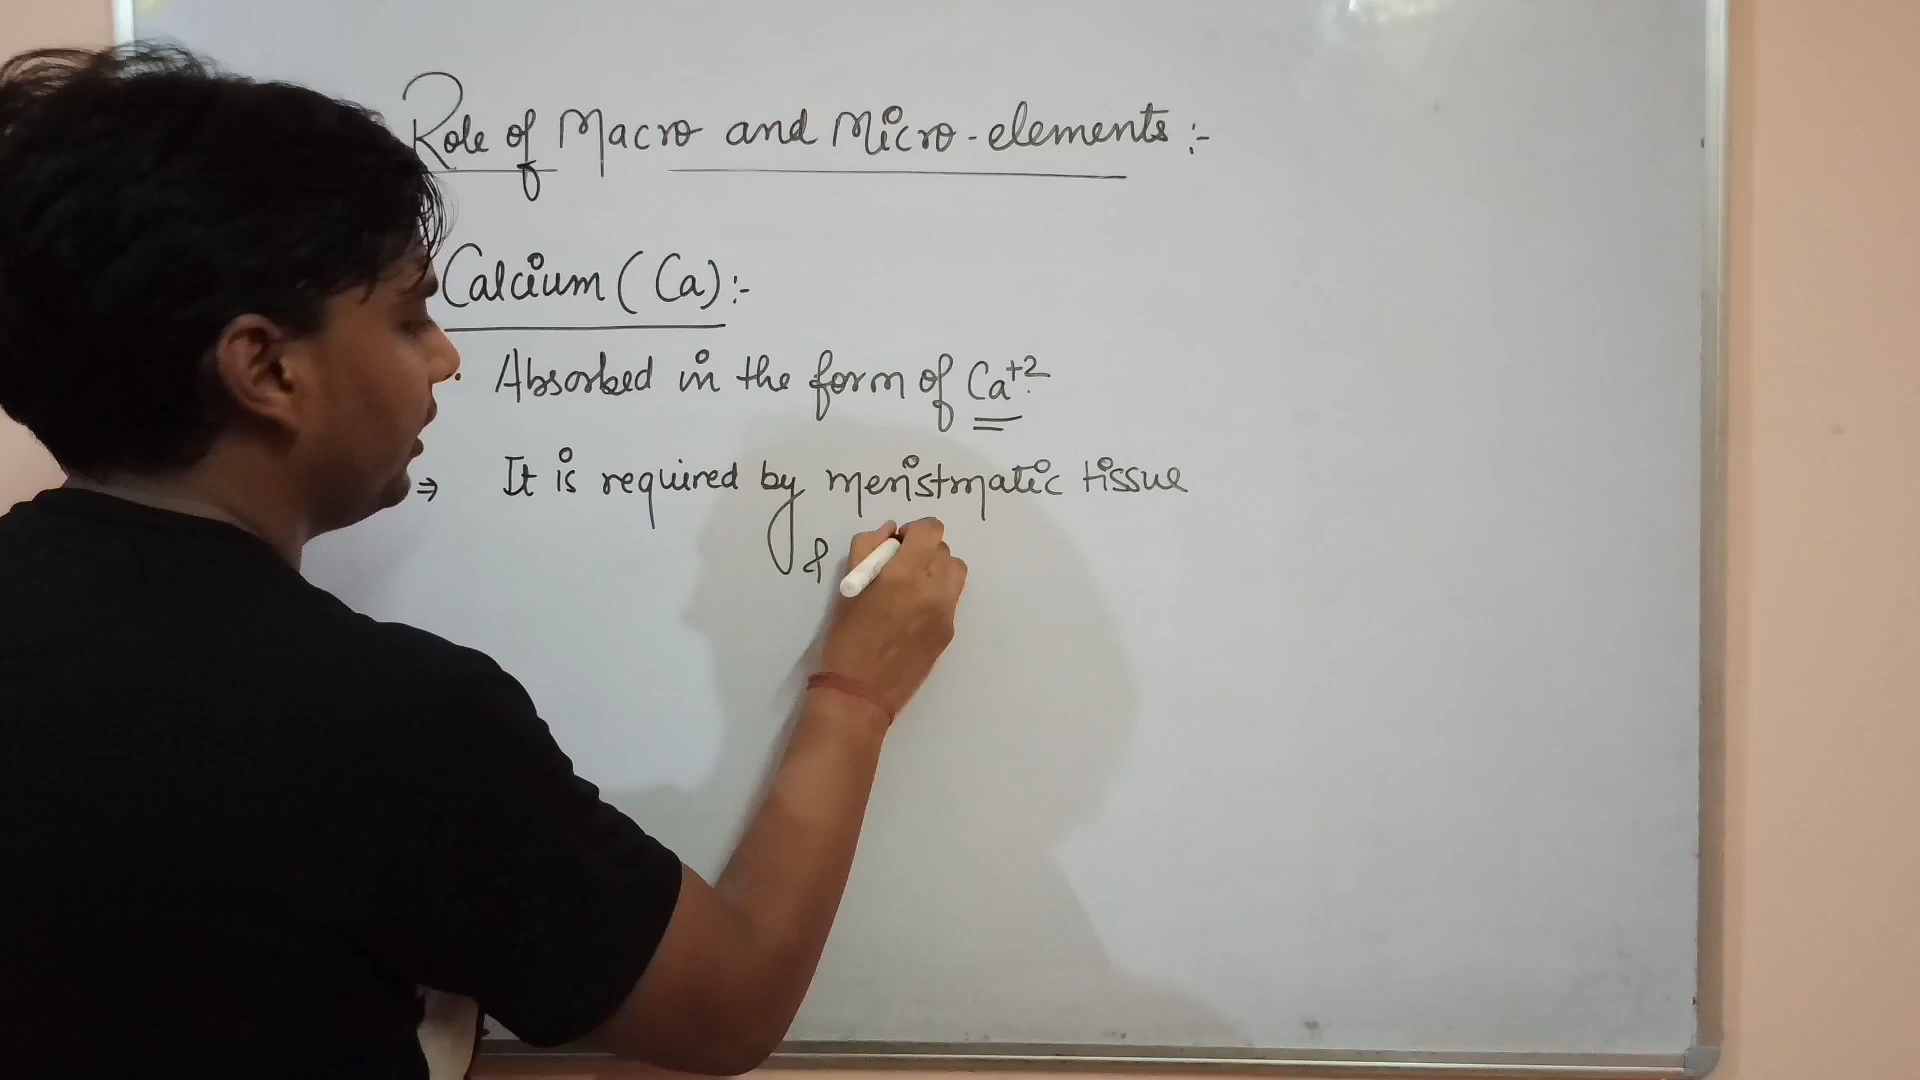 Role of Macro and Micro-elements :-
Calcium (Ca) :-
. Absorbed in the form of Ca+2
⇒ It is required by meristmatic tissue
&